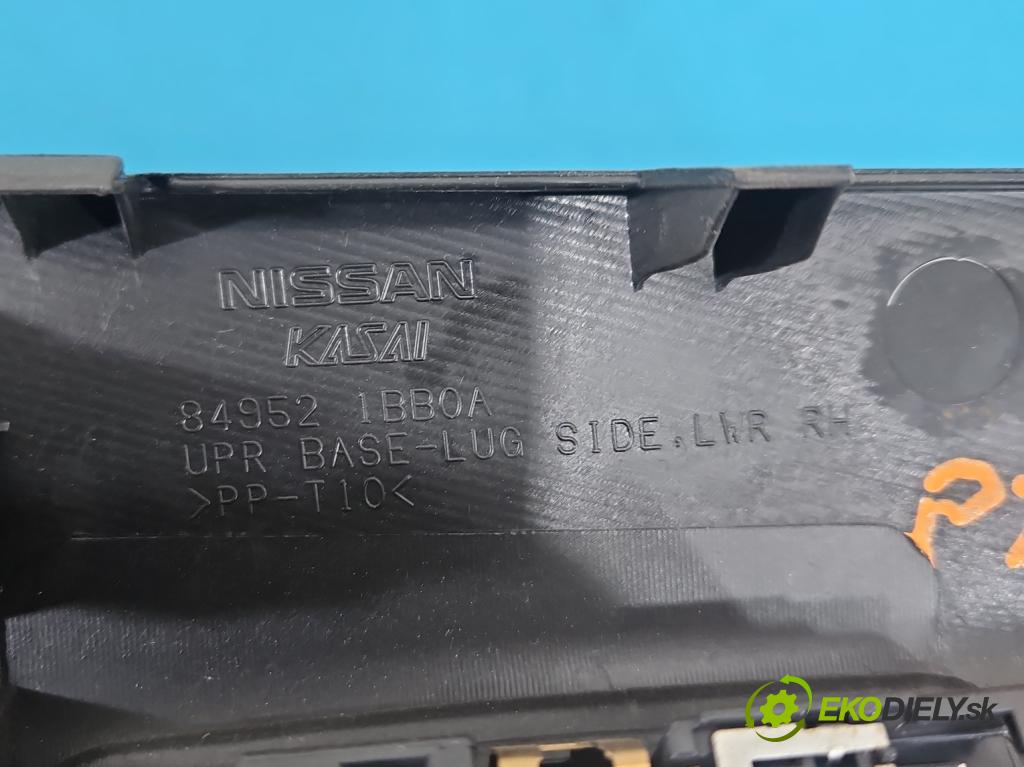 NISSAN
KASAI
84952 1BB0A
UPR BASE-LUG SIDE,LWR RH
>PP-T10<
EKODIELY.sk